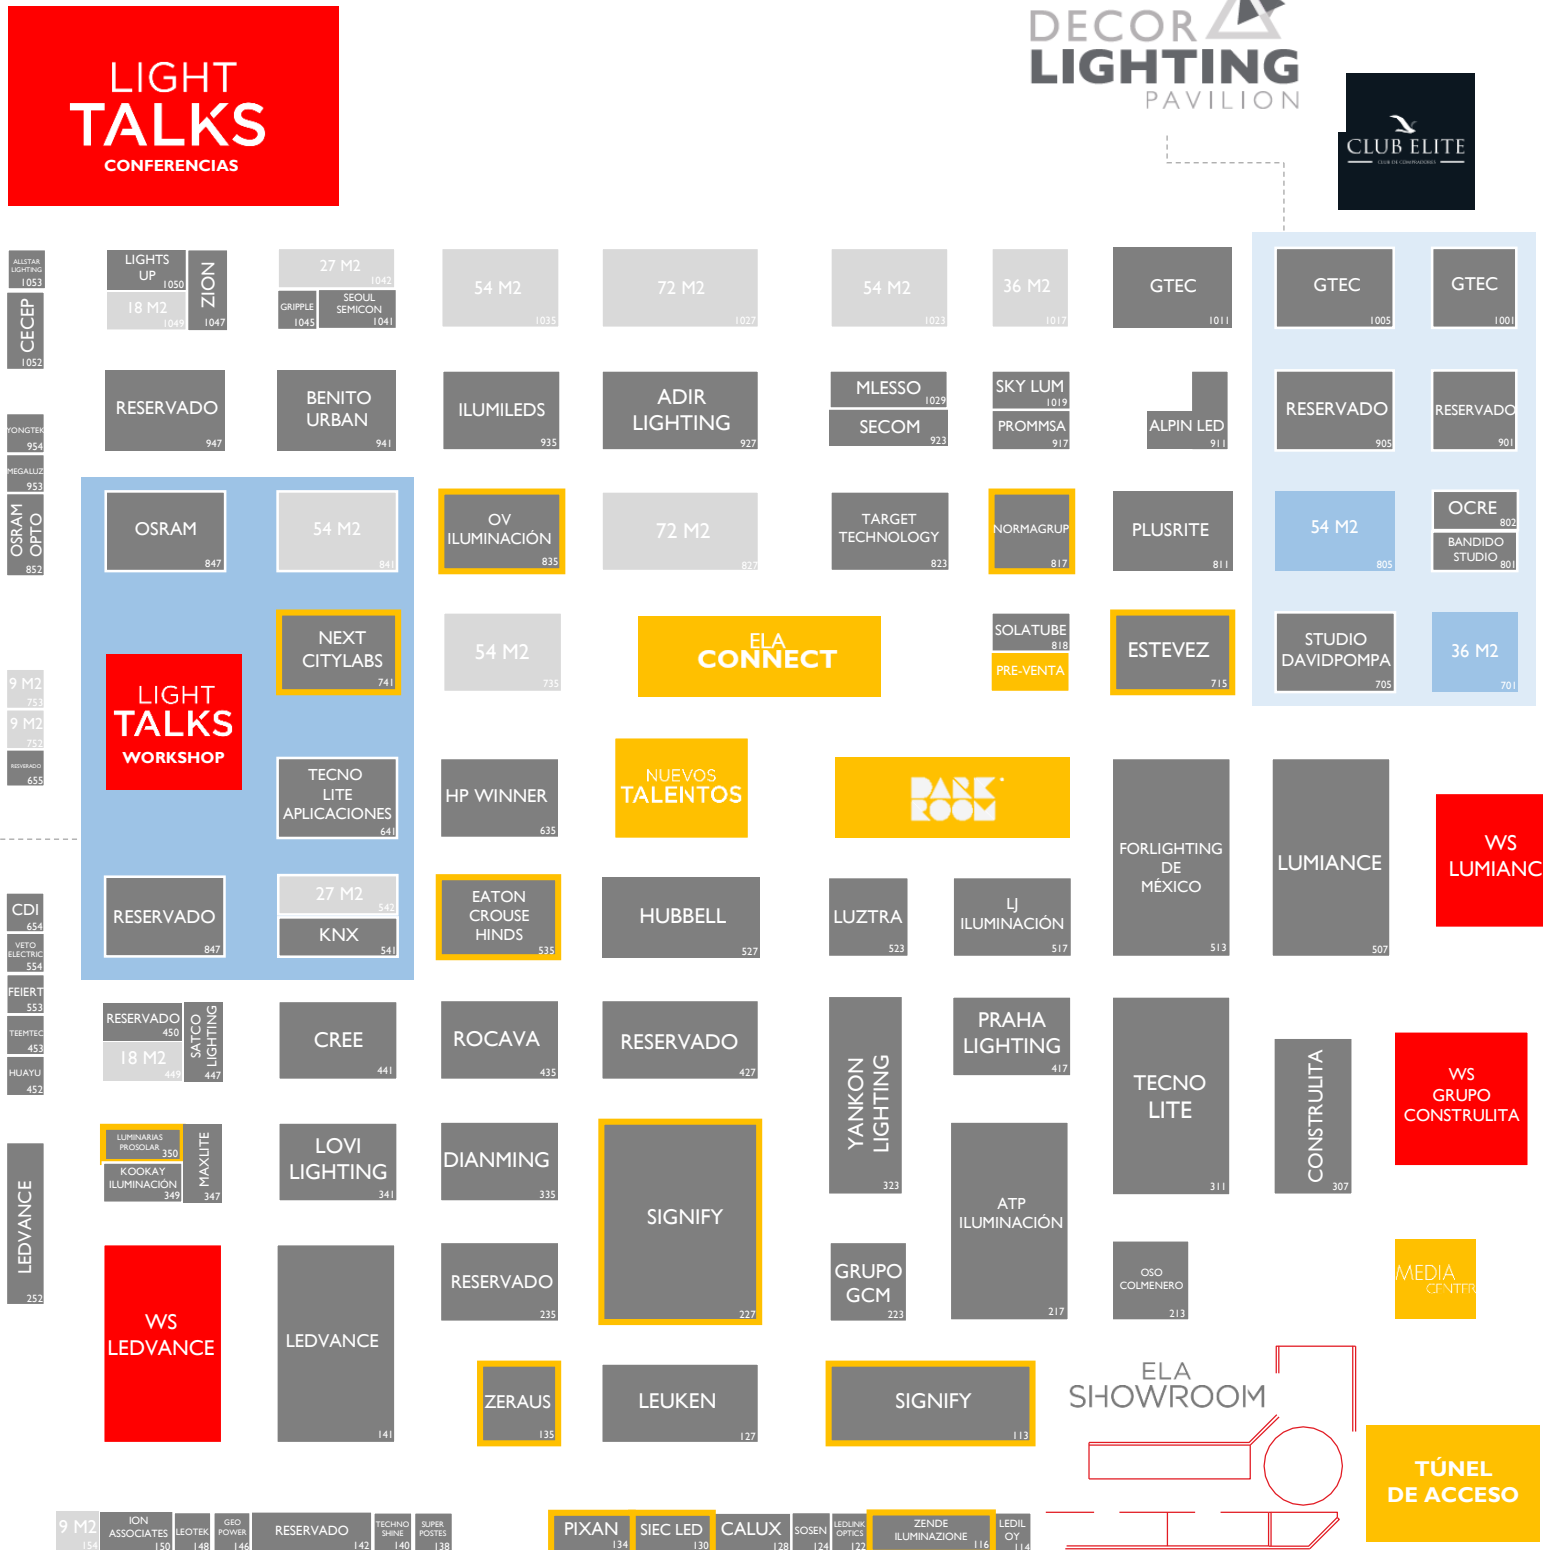 LIGHT
TALKS
CONFERENCIAS
DECOR
LIGHTING
PAVILION
CLUB ELITE
CLUB DE COMPRADORES
ALLSTAR
LIGHTING
1053
CECEP
1052
LIGHTS
UP
1050
18 M2
1049
ZION
1047
27 M2
1042
GRIPPLE
1045
SEOUL
SEMICON
1041
54 M2
1035
72 M2
1027
54 M2
1023
36 M2
1017
GTEC
1011
GTEC
1005
GTEC
1001
RESERVADO
947
BENITO
URBAN
941
ILUMILEDS
935
ADIR
LIGHTING
927
MLESSO
1029
SECOM
923
SKY LUM
1019
PROMMSA
917
ALPIN LED
911
RESERVADO
905
RESERVADO
901
YONGTEK
954
MEGALUZ
953
OSRAM
OPTO
852
OSRAM
847
54 M2
841
OV
ILUMINACIÓN
835
72 M2
827
TARGET
TECHNOLOGY
823
NORMAGRUP
817
PLUSRITE
811
54 M2
805
OCRE
802
BANDIDO
STUDIO
801
9 M2
753
9 M2
752
RESVERADO
655
LIGHT
TALKS
WORKSHOP
NEXT
CITYLABS
741
54 M2
735
ELA
CONNECT
SOLATUBE
818
PRE-VENTA
ESTEVEZ
715
STUDIO
DAVIDPOMPA
705
36 M2
701
TECNO
LITE
APLICACIONES
641
HP WINNER
635
NUEVOS
TALENTOS
DARK
ROOM
FORLIGHTING
DE
MÉXICO
513
LUMIANCE
507
WS
LUMIANC
CDI
654
VETO
ELECTRIC
554
FEIERT
553
TEEMTEC
453
HUAYU
452
RESERVADO
847
27 M2
542
KNX
541
EATON
CROUSE
HINDS
535
HUBBELL
527
LUZTRA
523
LJ
ILUMINACIÓN
517
RESERVADO
450
18 M2
449
SATCO
LIGHTING
447
CREE
441
ROCAVA
435
RESERVADO
427
YANKON
LIGHTING
323
PRAHA
LIGHTING
417
TECNO
LITE
311
CONSTRULITA
307
WS
GRUPO
CONSTRULITA
LEDVANCE
252
LUMINARIAS
PROSOLAR
350
KOOKAY
ILUMINACIÓN
349
MAXLITE
347
LOVI
LIGHTING
341
DIANMING
335
SIGNIFY
227
ATP
ILUMINACIÓN
217
WS
LEDVANCE
LEDVANCE
141
RESERVADO
235
GRUPO
GCM
223
OSO
COLMENERO
213
MEDIA
CENTER
ZERAUS
135
LEUKEN
127
SIGNIFY
113
ELA
SHOWROOM
TÚNEL
DE ACCESO
9 M2
154
ION
ASSOCIATES
150
LEOTEK
148
GEO
POWER
146
RESERVADO
142
TECHNO
SHINE
140
SUPER
POSTES
138
PIXAN
134
SIEC LED
130
CALUX
128
SOSEN
124
LEDLINK
OPTICS
122
ZENDE
ILUMINAZIONE
116
LEDIL
OY
114